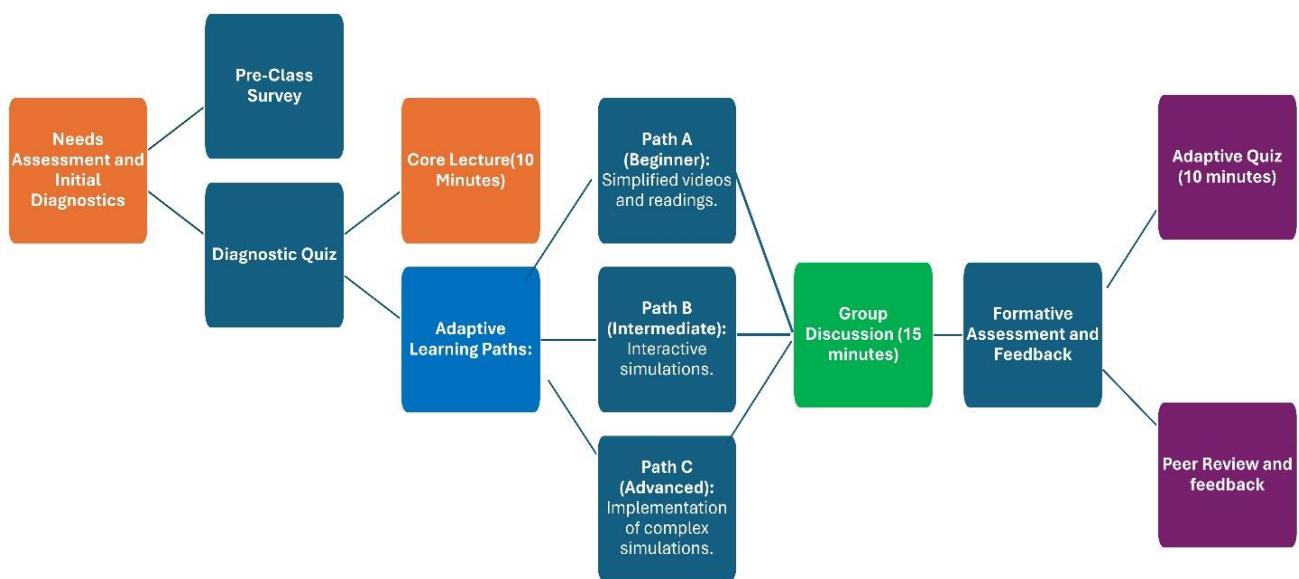 Needs
Assessment and
Initial
Diagnostics
Pre-Class
Survey
Diagnostic Quiz
Core Lecture(10
Minutes)
Adaptive
Learning Paths:
Path A
(Beginner):
Simplified videos
and readings.
Path B
(Intermediate):
Interactive
simulations.
Path C
(Advanced):
Implementation
of complex
simulations.
Group
Discussion (15
minutes)
Formative
Assessment and
Feedback
Adaptive Quiz
(10 minutes)
Peer Review and
feedback